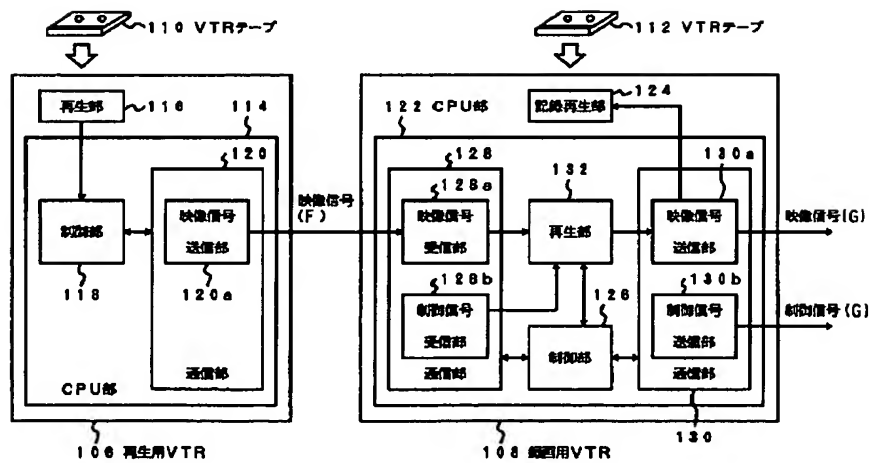 110 VTRテープ
112 VTRテープ
再生部
116
114
120
映像信号
送信部
120a
制御部
118
通信部
CPU部
106 再生用VTR
映像信号
(F)
122 CPU部
記録再生部
124
128
128a
映像信号
受信部
132
再生部
130a
映像信号
送信部
映像信号(G)
128b
制御信号
受信部
通信部
126
制御部
130b
制御信号
送信部
通信部
制御信号(G)
130
108 録画用VTR